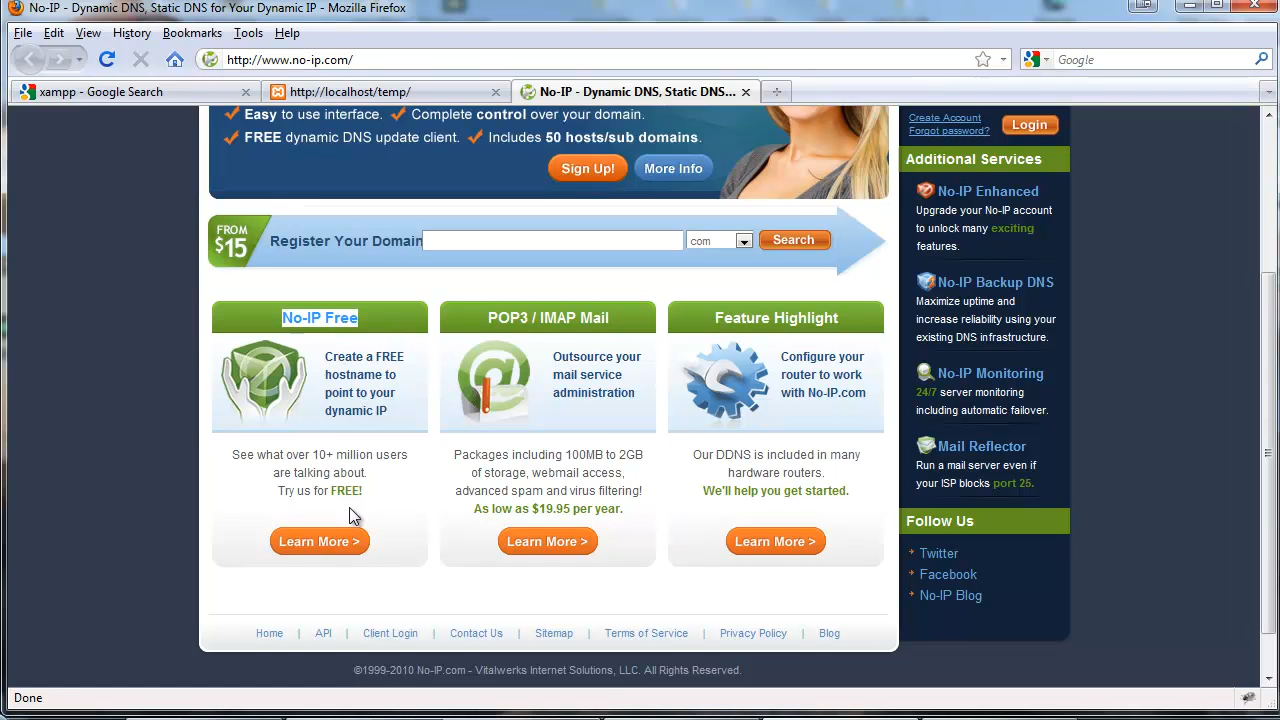 No-IP - Dynamic DNS, Static DNS for Your Dynamic IP - Mozilla Firefox
File Edit View History Bookmarks Tools Help
http://www.no-ip.com/
Google
xampp - Google Search
http://localhost/temp/
No-IP - Dynamic DNS, Static DNS...
Easy to use interface. Complete control over your domain.
FREE dynamic DNS update client. Includes 50 hosts/sub domains.
Sign Up!
More Info
FROM
$15
Register Your Domain
com
Search
No-IP Free
Create a FREE
hostname to
point to your
dynamic IP
See what over 10+ million users
are talking about.
Try us for FREE!
Learn More >
POP3 / IMAP Mail
Outsource your
mail service
administration
Packages including 100MB to 2GB
of storage, webmail access,
advanced spam and virus filtering!
As low as $19.95 per year.
Learn More >
Feature Highlight
Configure your
router to work
with No-IP.com
Our DDNS is included in many
hardware routers.
We'll help you get started.
Learn More >
Create Account
Forgot password?
Login
Additional Services
No-IP Enhanced
Upgrade your No-IP account
to unlock many exciting
features.
No-IP Backup DNS
Maximize uptime and
increase reliability using your
existing DNS infrastructure.
No-IP Monitoring
24/7 server monitoring
including automatic failover.
Mail Reflector
Run a mail server even if
your ISP blocks port 25.
Follow Us
Twitter
Facebook
No-IP Blog
Home | API | Client Login | Contact Us | Sitemap | Terms of Service | Privacy Policy | Blog
©1999-2010 No-IP.com - Vitalwerks Internet Solutions, LLC. All Rights Reserved.
Done